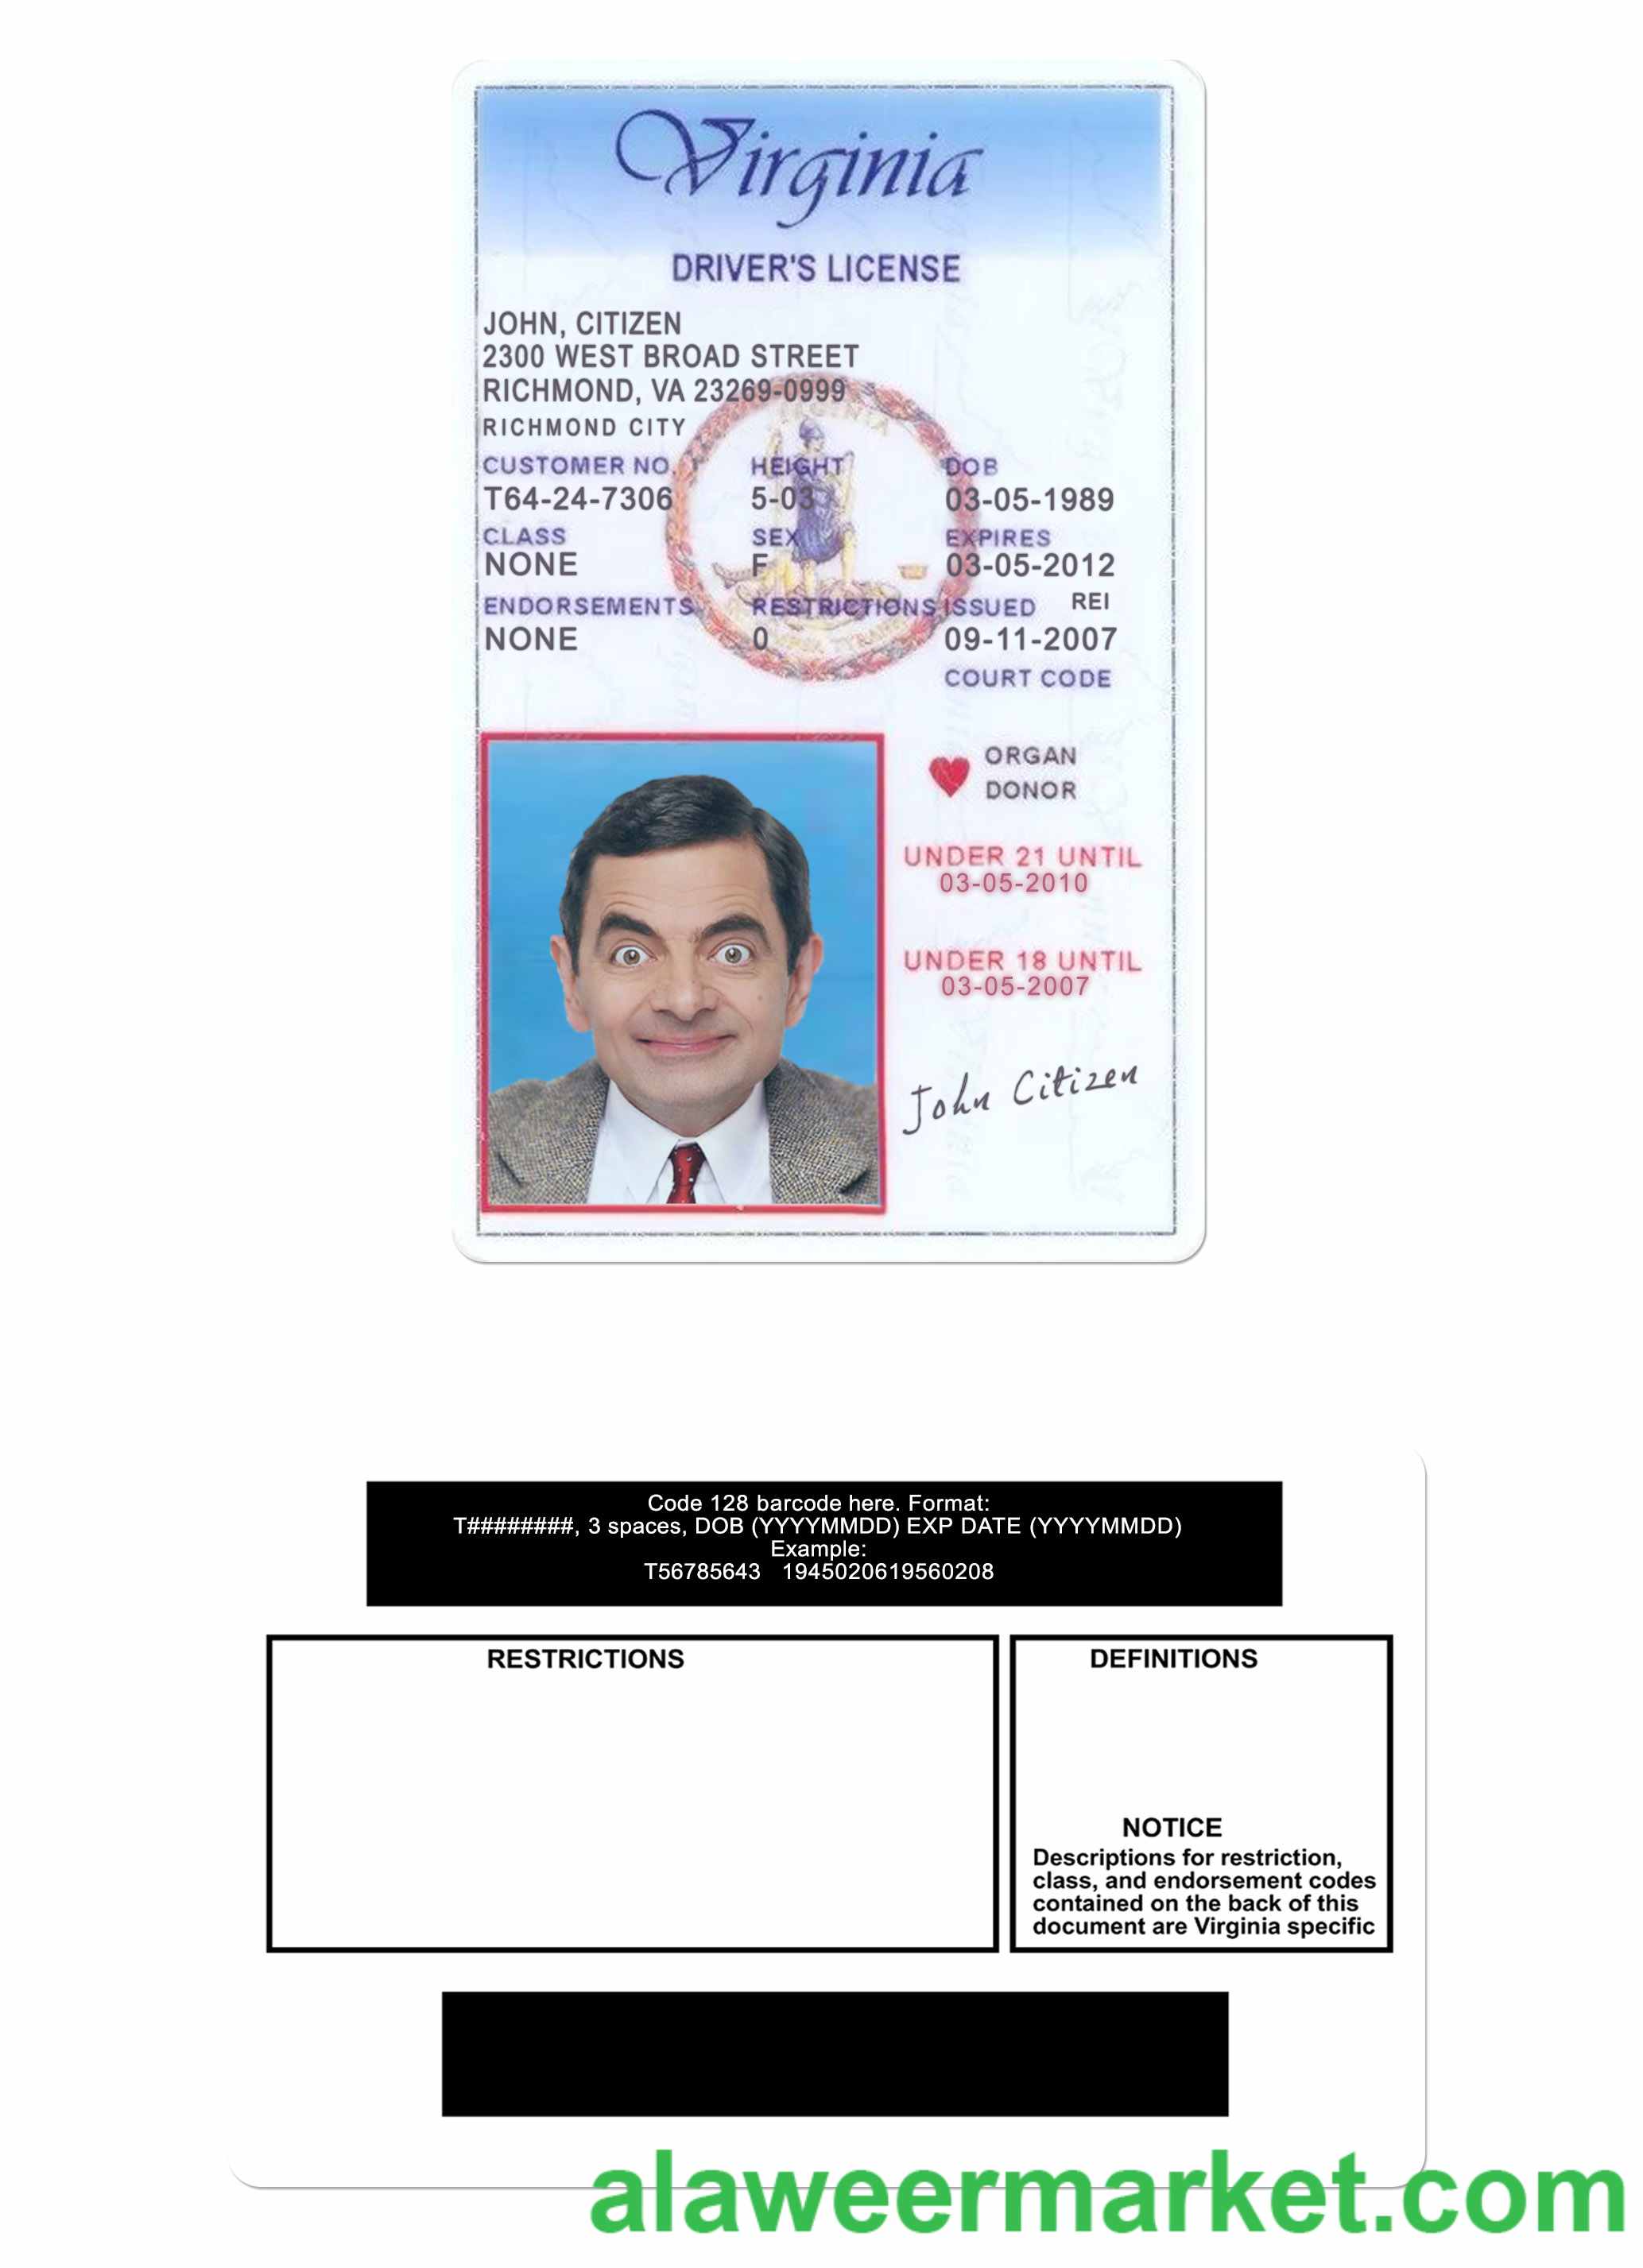 Virginia
DRIVER'S LICENSE
JOHN, CITIZEN
2300 WEST BROAD STREET
RICHMOND, VA 23269-0999
RICHMOND CITY
CUSTOMER NO. HEIGHT DOB
T64-24-7306 5-03 03-05-1989
CLASS SEX EXPIRES
NONE F 03-05-2012
ENDORSEMENTS RESTRICTIONS ISSUED REI
NONE 0 09-11-2007
COURT CODE
ORGAN
DONOR
UNDER 21 UNTIL
03-05-2010
UNDER 18 UNTIL
03-05-2007
John Citizen
Code 128 barcode here. Format:
T########, 3 spaces, DOB (YYYYMMDD) EXP DATE (YYYYMMDD)
Example:
T56785643   1945020619560208
RESTRICTIONS
DEFINITIONS
NOTICE
Descriptions for restriction,
class, and endorsement codes
contained on the back of this
document are Virginia specific
alaweermarket.com